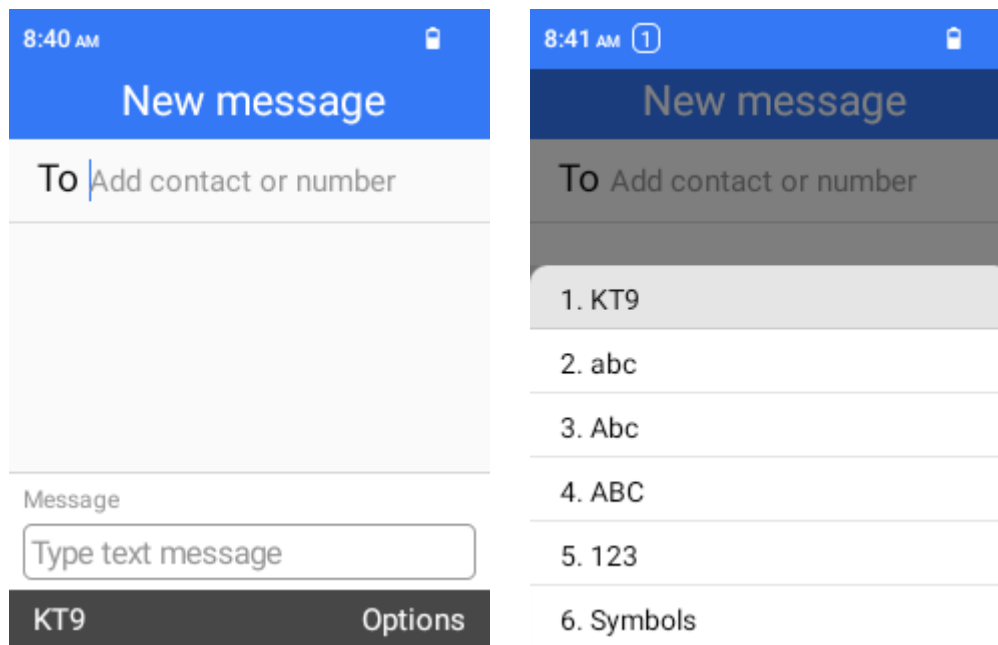 8:40 AM
New message
To Add contact or number
Message
Type text message
KT9 Options
8:41 AM 1
New message
To Add contact or number
1. KT9
2. abc
3. Abc
4. ABC
5. 123
6. Symbols